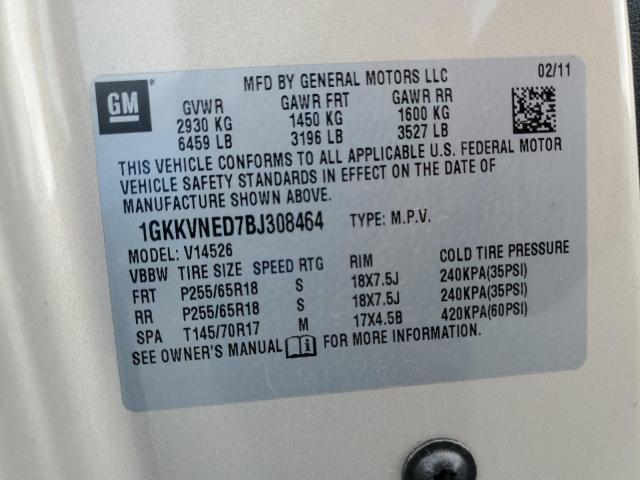 GM
MFD BY GENERAL MOTORS LLC 02/11
GVWR GAWR FRT GAWR RR
2930 KG 1450 KG 1600 KG
6459 LB 3196 LB 3527 LB
THIS VEHICLE CONFORMS TO ALL APPLICABLE U.S. FEDERAL MOTOR
VEHICLE SAFETY STANDARDS IN EFFECT ON THE DATE OF
MANUFACTURE SHOWN ABOVE.
1GKKVNED7BJ308464 TYPE: M.P.V.
MODEL: V14526
VBBW TIRE SIZE SPEED RTG RIM COLD TIRE PRESSURE
FRT P255/65R18 S 18X7.5J 240KPA(35PSI)
RR P255/65R18 S 18X7.5J 240KPA(35PSI)
SPA T145/70R17 M 17X4.5B 420KPA(60PSI)
SEE OWNER'S MANUAL FOR MORE INFORMATION.